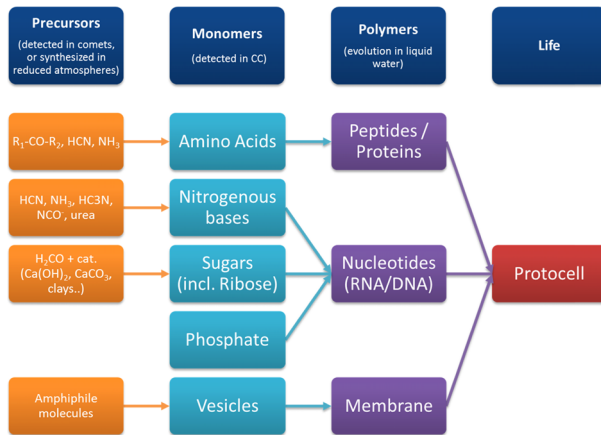 Precursors
(detected in comets,
or synthesized in
reduced atmospheres)
Monomers
(detected in CC)
Polymers
(evolution in liquid
water)
Life
R₁-CO-R₂, HCN, NH₃
Amino Acids
Peptides /
Proteins
HCN, NH₃, HC3N,
NCO⁻, urea
Nitrogenous
bases
H₂CO + cat.
(Ca(OH)₂, CaCO₃,
clays..)
Sugars
(incl. Ribose)
Nucleotides
(RNA/DNA)
Protocell
Phosphate
Amphiphile
molecules
Vesicles
Membrane